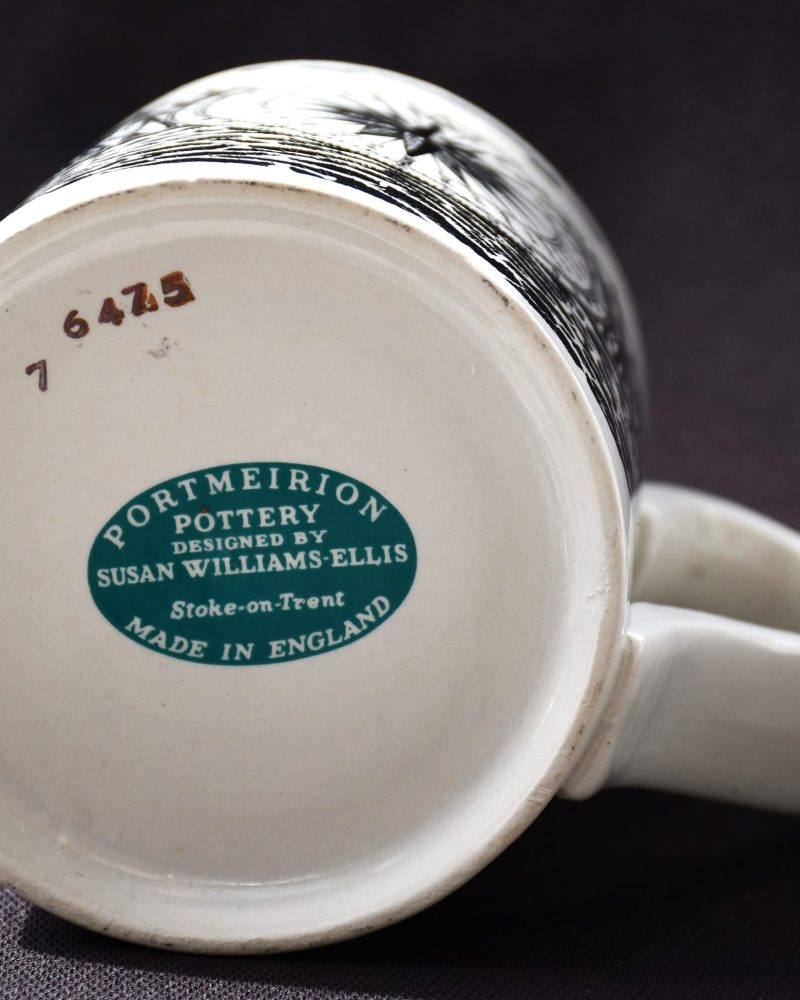 6475
7
PORTMEIRION
POTTERY
DESIGNED BY
SUSAN WILLIAMS-ELLIS
Stoke-on-Trent
MADE IN ENGLAND